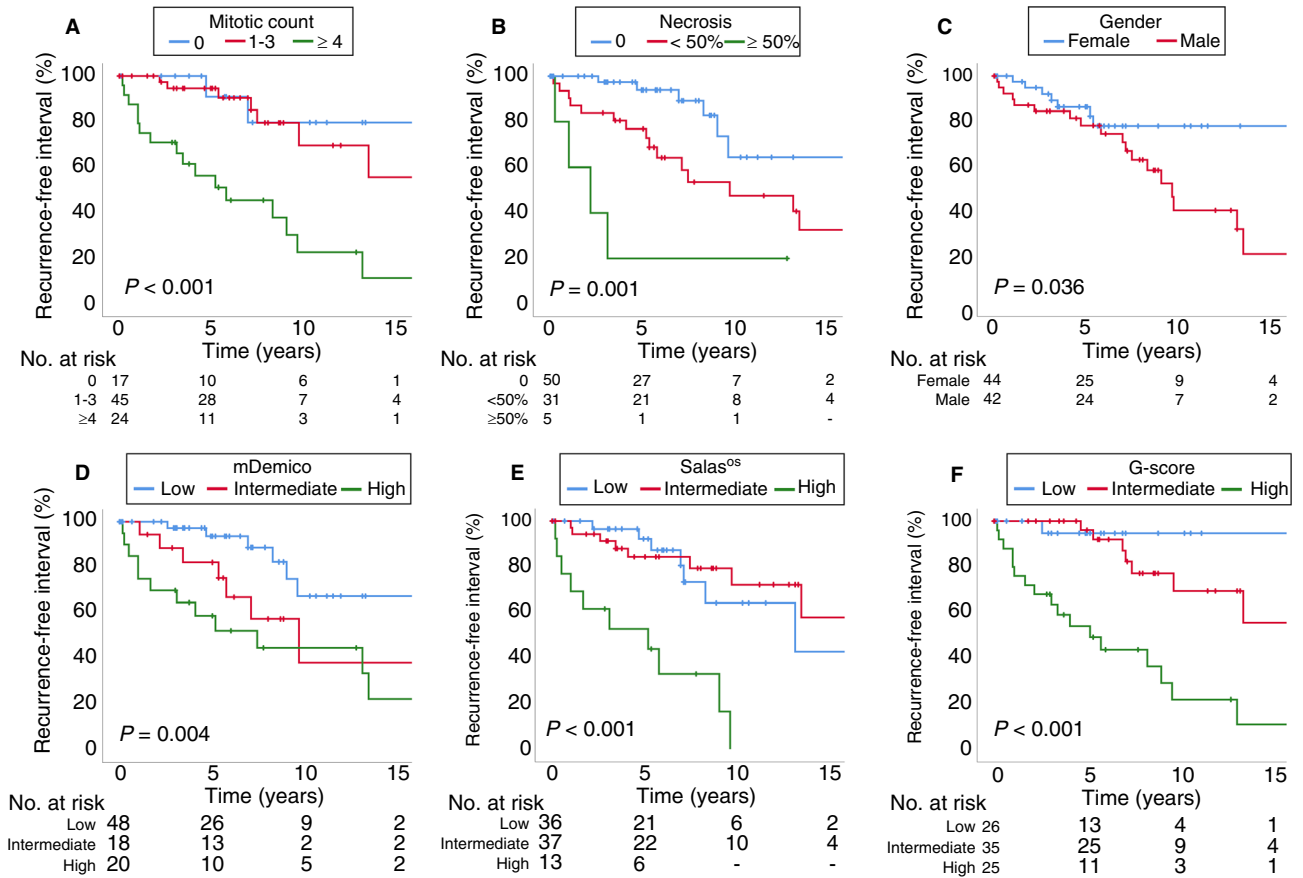 A
Mitotic count
0 1-3 ≥ 4
Recurrence-free interval (%)
100
80
60
40
20
0
P < 0.001
0 5 10 15
Time (years)
No. at risk
0 17 10 6 1
1-3 45 28 7 4
≥4 24 11 3 1
B
Necrosis
0 < 50% ≥ 50%
Recurrence-free interval (%)
100
80
60
40
20
0
P = 0.001
0 5 10 15
Time (years)
No. at risk
0 50 27 7 2
<50% 31 21 8 4
≥50% 5 1 1 -
C
Gender
Female Male
Recurrence-free interval (%)
100
80
60
40
20
0
P = 0.036
0 5 10 15
Time (years)
No. at risk
Female 44 25 9 4
Male 42 24 7 2
D
mDemico
Low Intermediate High
Recurrence-free interval (%)
100
80
60
40
20
0
P = 0.004
0 5 10 15
Time (years)
No. at risk
Low 48 26 9 2
Intermediate 18 13 2 2
High 20 10 5 2
E
Salasos
Low Intermediate High
Recurrence-free interval (%)
100
80
60
40
20
0
P < 0.001
0 5 10 15
Time (years)
No. at risk
Low 36 21 6 2
Intermediate 37 22 10 4
High 13 6 - -
F
G-score
Low Intermediate High
Recurrence-free interval (%)
100
80
60
40
20
0
P < 0.001
0 5 10 15
Time (years)
No. at risk
Low 26 13 4 1
Intermediate 35 25 9 4
High 25 11 3 1